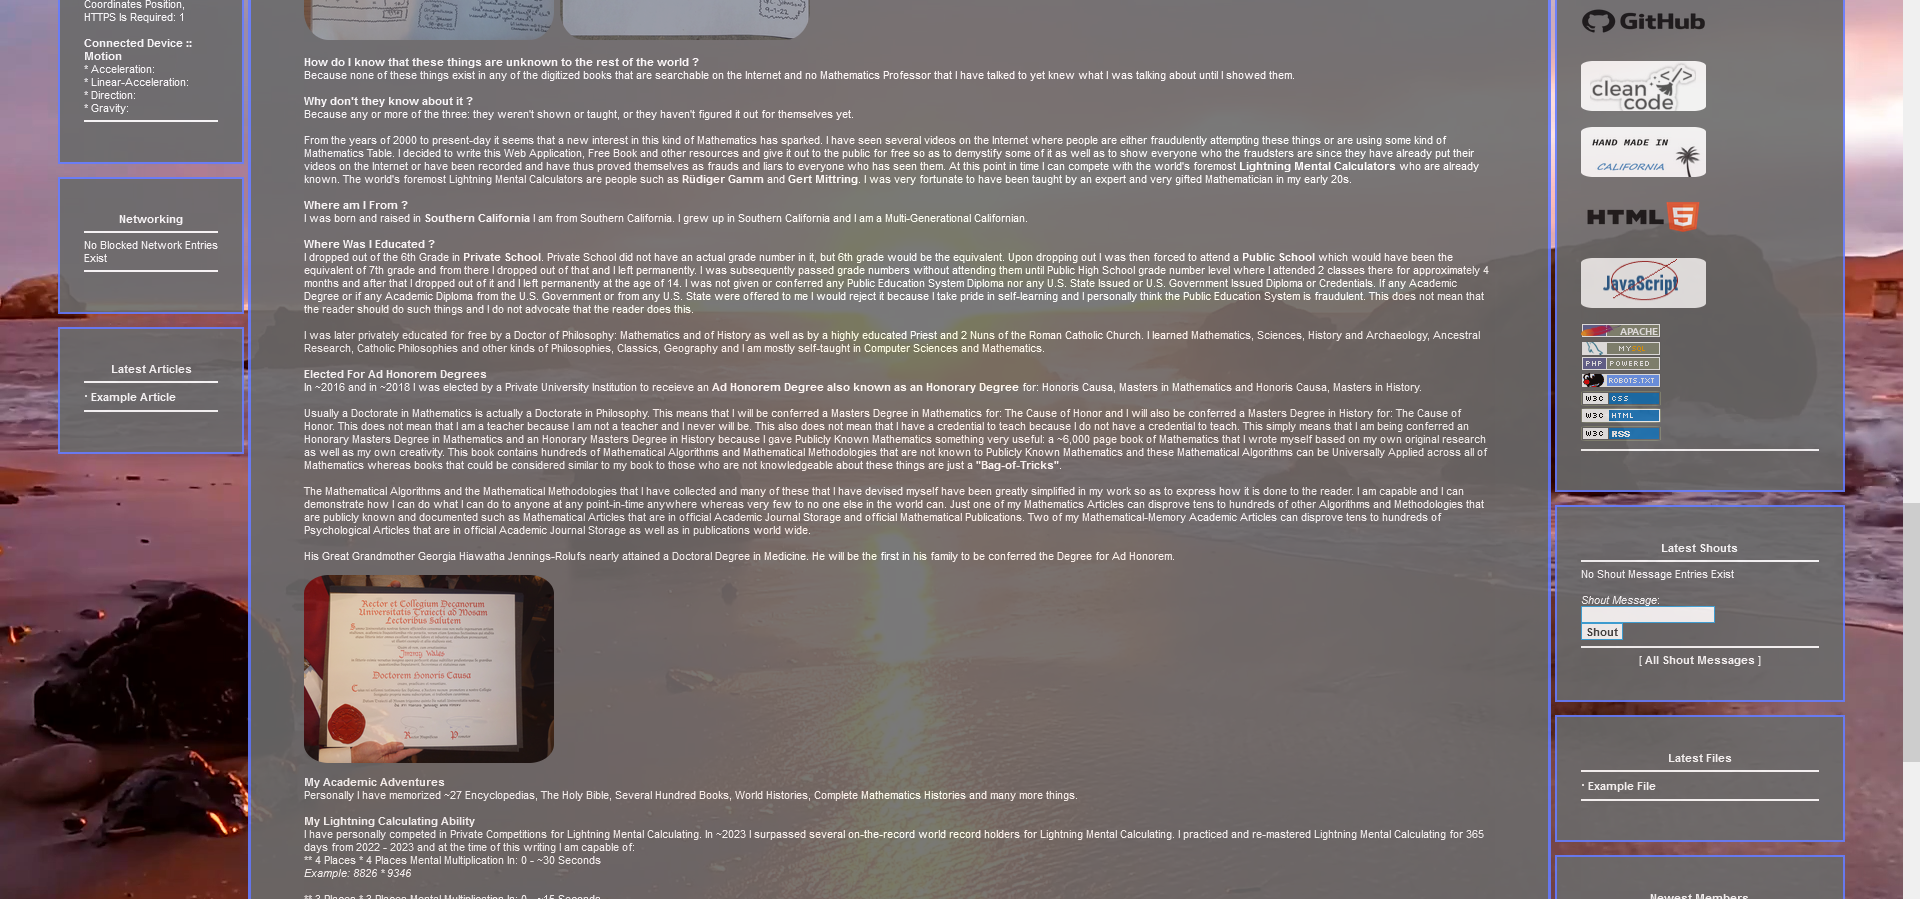 Coordinates Position,
HTTPS Is Required: 1
Connected Device ::
Motion
* Acceleration:
* Linear-Acceleration:
* Direction:
* Gravity:
Networking
No Blocked Network Entries
Exist
Latest Articles
· Example Article
How do I know that these things are unknown to the rest of the world ?
Because none of these things exist in any of the digitized books that are searchable on the Internet and no Mathematics Professor that I have talked to yet knew what I was talking about until I showed them.
Why don't they know about it ?
Because any or more of the three: they weren't shown or taught, or they haven't figured it out for themselves yet.
From the years of 2000 to present-day it seems that a new interest in this kind of Mathematics has sparked. I have seen several videos on the Internet where people are either fraudulently attempting these things or are using some kind of
Mathematics Table. I decided to write this Web Application, Free Book and other resources and give it out to the public for free so as to demystify some of it as well as to show everyone who the fraudsters are since they have already put their
videos on the Internet or have been recorded and have thus proved themselves as frauds and liars to everyone who has seen them. At this point in time I can compete with the world's foremost Lightning Mental Calculators who are already
known. The world's foremost Lightning Mental Calculators are people such as Rüdiger Gamm and Gert Mittring. I was very fortunate to have been taught by an expert and very gifted Mathematician in my early 20s.
Where am I From ?
I was born and raised in Southern California I am from Southern California. I grew up in Southern California and I am a Multi-Generational Californian.
Where Was I Educated ?
I dropped out of the 6th Grade in Private School. Private School did not have an actual grade number in it, but 6th grade would be the equivalent. Upon dropping out I was then forced to attend a Public School which would have been the
equivalent of 7th grade and from there I dropped out of that and I left permanently. I was subsequently passed grade numbers without attending them until Public High School grade number level where I attended 2 classes there for approximately 4
months and after that I dropped out of it and I left permanently at the age of 14. I was not given or conferred any Public Education System Diploma nor any U.S. State Issued or U.S. Government Issued Diploma or Credentials. If any Academic
Degree or if any Academic Diploma from the U.S. Government or from any U.S. State were offered to me I would reject it because I take pride in self-learning and I personally think the Public Education System is fraudulent. This does not mean that
the reader should do such things and I do not advocate that the reader does this.
I was later privately educated for free by a Doctor of Philosophy: Mathematics and of History as well as by a highly educated Priest and 2 Nuns of the Roman Catholic Church. I learned Mathematics, Sciences, History and Archaeology, Ancestral
Research, Catholic Philosophies and other kinds of Philosophies, Classics, Geography and I am mostly self-taught in Computer Sciences and Mathematics.
Elected For Ad Honorem Degrees
In ~2016 and in ~2018 I was elected by a Private University Institution to receieve an Ad Honorem Degree also known as an Honorary Degree for: Honoris Causa, Masters in Mathematics and Honoris Causa, Masters in History.
Usually a Doctorate in Mathematics is actually a Doctorate in Philosophy. This means that I will be conferred a Masters Degree in Mathematics for: The Cause of Honor and I will also be conferred a Masters Degree in History for: The Cause of
Honor. This does not mean that I am a teacher because I am not a teacher and I never will be. This also does not mean that I have a credential to teach because I do not have a credential to teach. This simply means that I am being conferred an
Honorary Masters Degree in Mathematics and an Honorary Masters Degree in History because I gave Publicly Known Mathematics something very useful: a ~6,000 page book of Mathematics that I wrote myself based on my own original research
as well as my own creativity. This book contains hundreds of Mathematical Algorithms and Mathematical Methodologies that are not known to Publicly Known Mathematics and these Mathematical Algorithms can be Universally Applied across all of
Mathematics whereas books that could be considered similar to my book to those who are not knowledgeable about these things are just a "Bag-of-Tricks".
The Mathematical Algorithms and the Mathematical Methodologies that I have collected and many of these that I have devised myself have been greatly simplified in my work so as to express how it is done to the reader. I am capable and I can
demonstrate how I can do what I can do to anyone at any point-in-time anywhere whereas very few to no one else in the world can. Just one of my Mathematics Articles can disprove tens to hundreds of other Algorithms and Methodologies that
are publicly known and documented such as Mathematical Articles that are in official Academic Journal Storage and official Mathematical Publications. Two of my Mathematical-Memory Academic Articles can disprove tens to hundreds of
Psychological Articles that are in official Academic Journal Storage as well as in publications world wide.
His Great Grandmother Georgia Hiawatha Jennings-Rolufs nearly attained a Doctoral Degree in Medicine. He will be the first in his family to be conferred the Degree for Ad Honorem.
Rector et Collegium Decanorum
Universitatis Traiecti ad Mosam
Lectoribus Salutem
Jimmy Wales
Doctorem Honoris Causa
My Academic Adventures
Personally I have memorized ~27 Encyclopedias, The Holy Bible, Several Hundred Books, World Histories, Complete Mathematics Histories and many more things.
My Lightning Calculating Ability
I have personally competed in Private Competitions for Lightning Mental Calculating. In ~2023 I surpassed several on-the-record world record holders for Lightning Mental Calculating. I practiced and re-mastered Lightning Mental Calculating for 365
days from 2022 - 2023 and at the time of this writing I am capable of:
** 4 Places * 4 Places Mental Multiplication In: 0 - ~30 Seconds
Example: 8826 * 9346
** 3 Places * 3 Places Mental Multiplication In: 0 - ~15 Seconds
GitHub
clean
</>
code
HAND MADE IN
CALIFORNIA
HTML 5
JavaScript
APACHE
MYSQL
PHP POWERED
ROBOTS.TXT
W3C CSS
W3C HTML
W3C RSS
Latest Shouts
No Shout Message Entries Exist
Shout Message:
Shout
[ All Shout Messages ]
Latest Files
· Example File
Newest Members